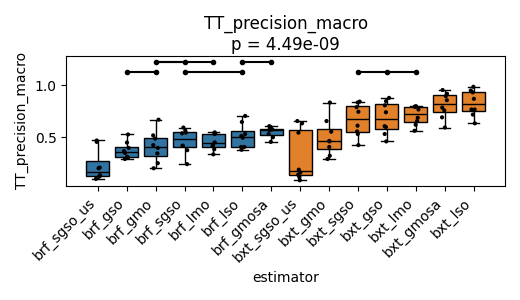 TT_precision_macro
p = 4.49e-09
TT_precision_macro
1.0
0.5
brf_sgso_us
brf_gso
brf_gmo
brf_sgso
brf_lmo
brf_lso
brf_gmosa
bxt_sgso_us
bxt_gmo
bxt_sgso
bxt_gso
bxt_lmo
bxt_gmosa
bxt_lso
estimator